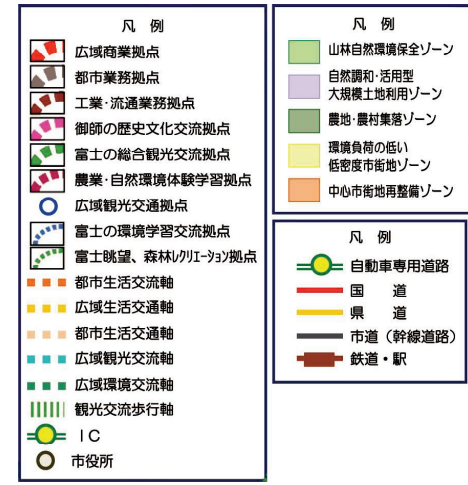 凡 例
広域商業拠点
都市業務拠点
工業・流通業務拠点
御師の歴史文化交流拠点
富士の総合観光交流拠点
農業・自然環境体験学習拠点
広域観光交通拠点
富士の環境学習交流拠点
富士眺望、森林ﾚｸﾘｴｰｼｮﾝ拠点
都市生活交流軸
広域生活交通軸
都市生活交通軸
広域観光交流軸
広域環境交流軸
観光交流歩行軸
ＩＣ
市役所
凡 例
山林自然環境保全ゾーン
自然調和・活用型
大規模土地利用ゾーン
農地・農村集落ゾーン
環境負荷の低い
低密度市街地ゾーン
中心市街地再整備ゾーン
凡 例
自動車専用道路
国 道
県 道
市道（幹線道路）
鉄道・駅